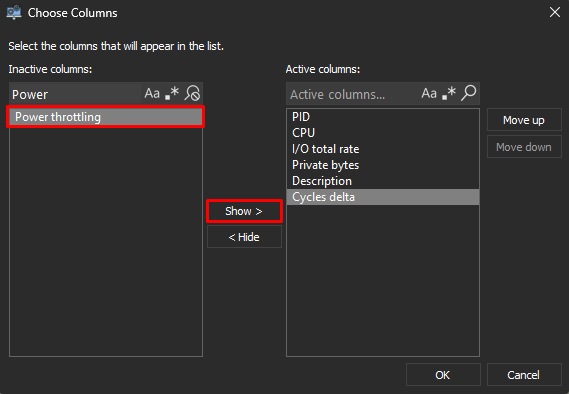 Choose Columns
Select the columns that will appear in the list.
Inactive columns:
Power
Aa .*
Power throttling
Show >
< Hide
Active columns:
Active columns...
Aa .*
PID
CPU
I/O total rate
Private bytes
Description
Cycles delta
Move up
Move down
OK
Cancel